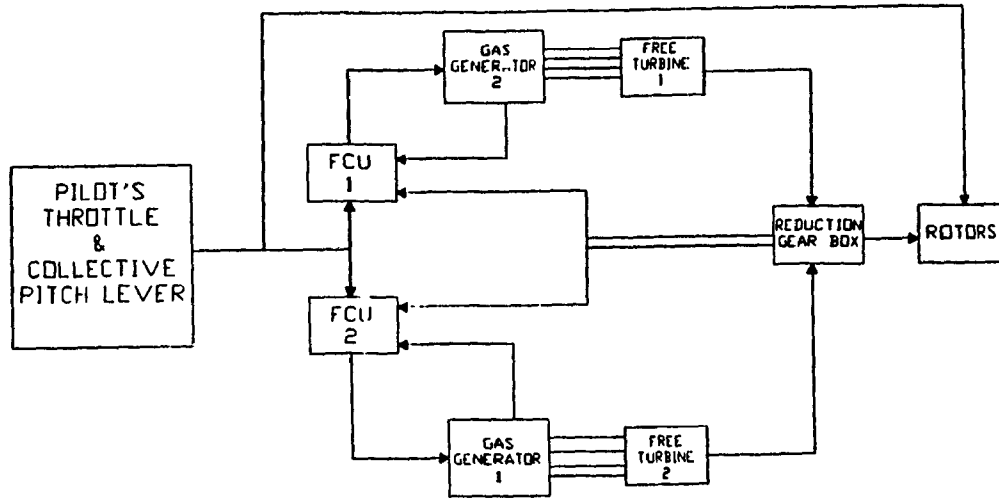 PILOT'S
THROTTLE
&
COLLECTIVE
PITCH LEVER
FCU
1
FCU
2
GAS
GENERATOR
2
FREE
TURBINE
1
GAS
GENERATOR
1
FREE
TURBINE
2
REDUCTION
GEAR BOX
ROTORS